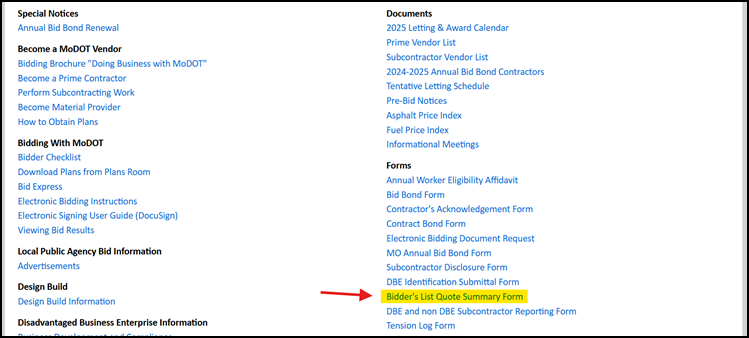 Special Notices
Annual Bid Bond Renewal
Become a MoDOT Vendor
Bidding Brochure "Doing Business with MoDOT"
Become a Prime Contractor
Perform Subcontracting Work
Become Material Provider
How to Obtain Plans
Bidding With MoDOT
Bidder Checklist
Download Plans from Plans Room
Bid Express
Electronic Bidding Instructions
Electronic Signing User Guide (DocuSign)
Viewing Bid Results
Local Public Agency Bid Information
Advertisements
Design Build
Design Build Information
Disadvantaged Business Enterprise Information
Business Development and Compliance
Documents
2025 Letting & Award Calendar
Prime Vendor List
Subcontractor Vendor List
2024-2025 Annual Bid Bond Contractors
Tentative Letting Schedule
Pre-Bid Notices
Asphalt Price Index
Fuel Price Index
Informational Meetings
Forms
Annual Worker Eligibility Affidavit
Bid Bond Form
Contractor's Acknowledgement Form
Contract Bond Form
Electronic Bidding Document Request
MO Annual Bid Bond Form
Subcontractor Disclosure Form
DBE Identification Submittal Form
Bidder's List Quote Summary Form
DBE and non DBE Subcontractor Reporting Form
Tension Log Form